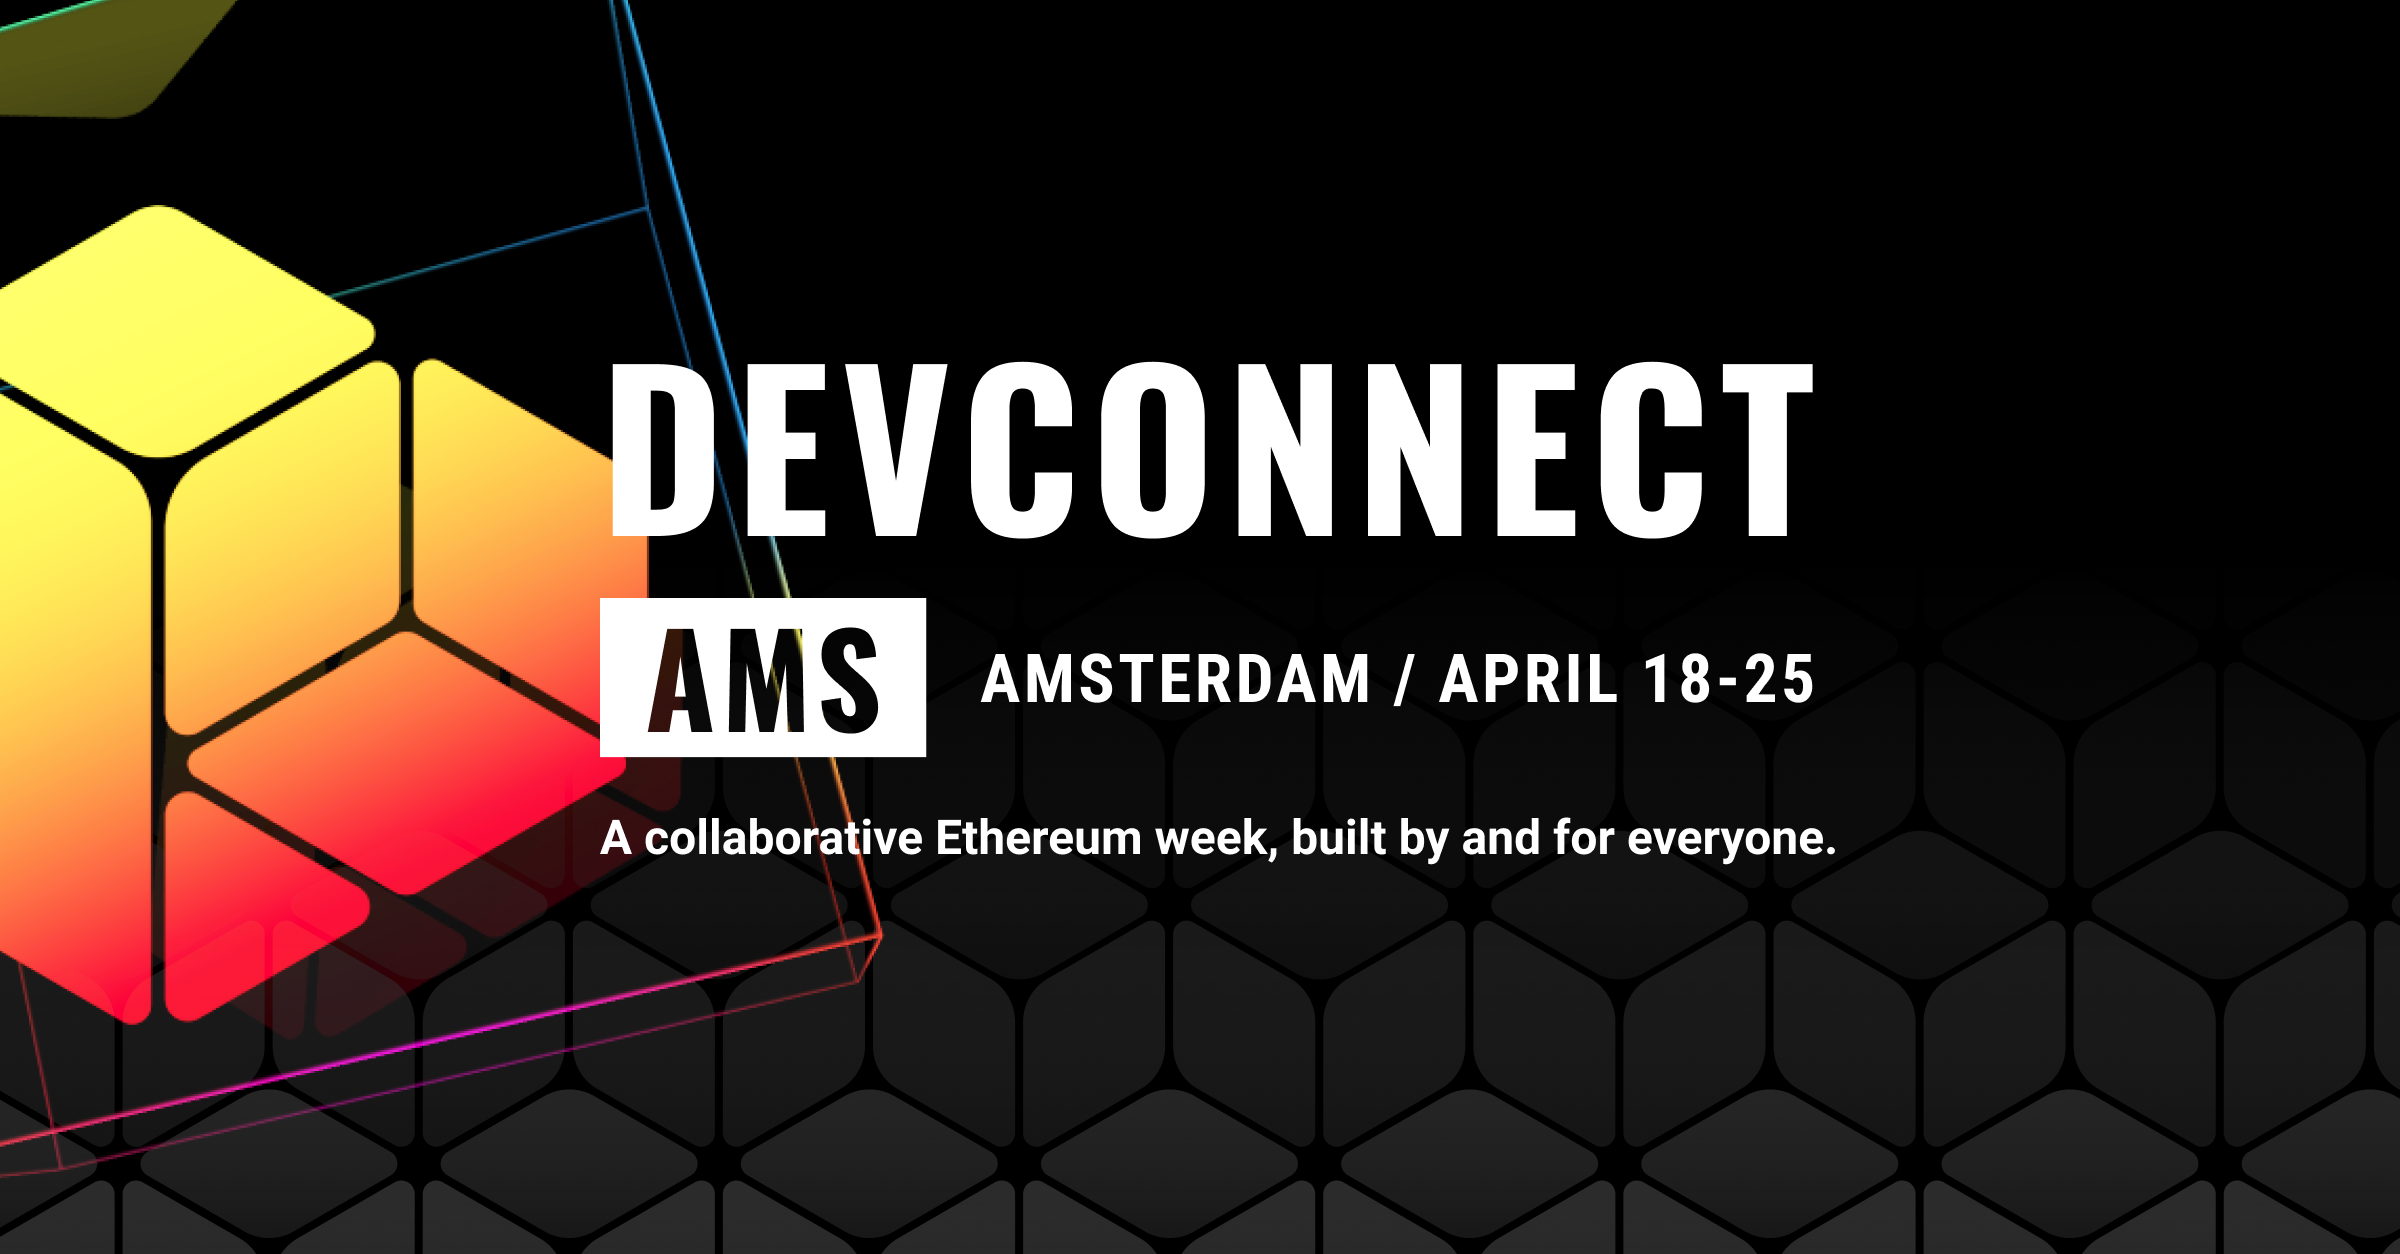 DEVCONNECT
AMS
AMSTERDAM / APRIL 18-25
A collaborative Ethereum week, built by and for everyone.